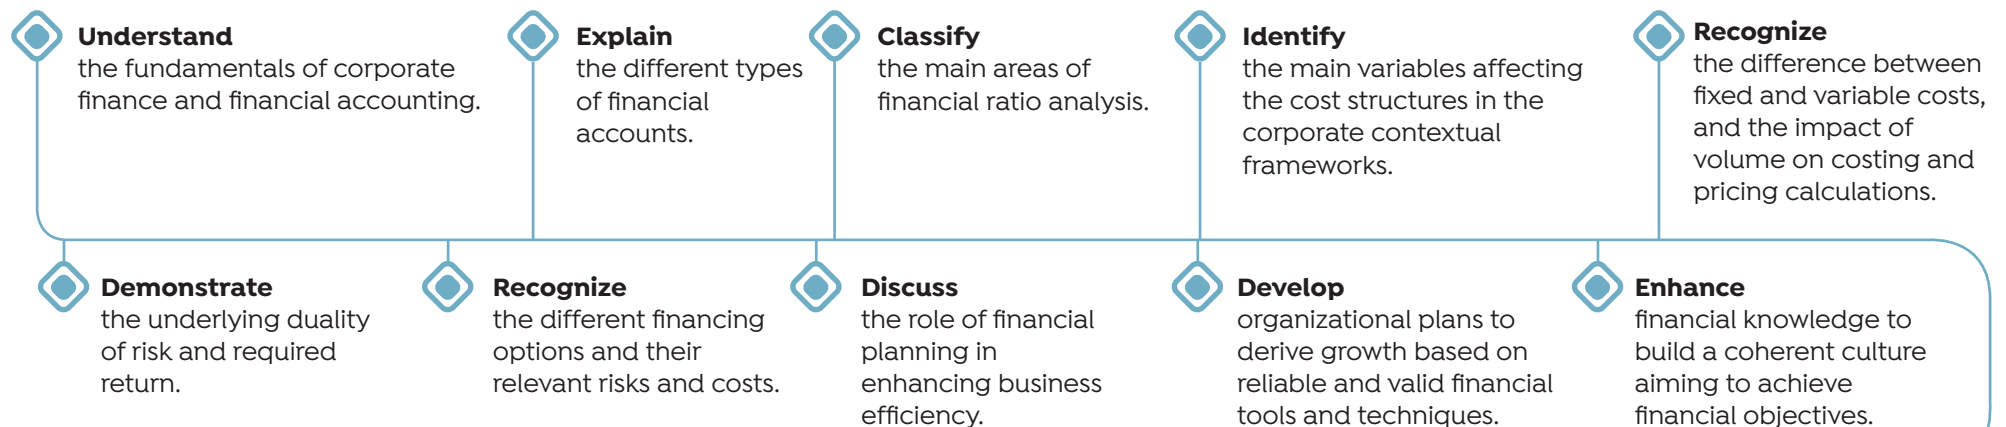 Understand
the fundamentals of corporate
finance and financial accounting.
Explain
the different types
of financial
accounts.
Classify
the main areas of
financial ratio analysis.
Identify
the main variables affecting
the cost structures in the
corporate contextual
frameworks.
Recognize
the difference between
fixed and variable costs,
and the impact of
volume on costing and
pricing calculations.
Demonstrate
the underlying duality
of risk and required
return.
Recognize
the different financing
options and their
relevant risks and costs.
Discuss
the role of financial
planning in
enhancing business
efficiency.
Develop
organizational plans to
derive growth based on
reliable and valid financial
tools and techniques.
Enhance
financial knowledge to
build a coherent culture
aiming to achieve
financial objectives.